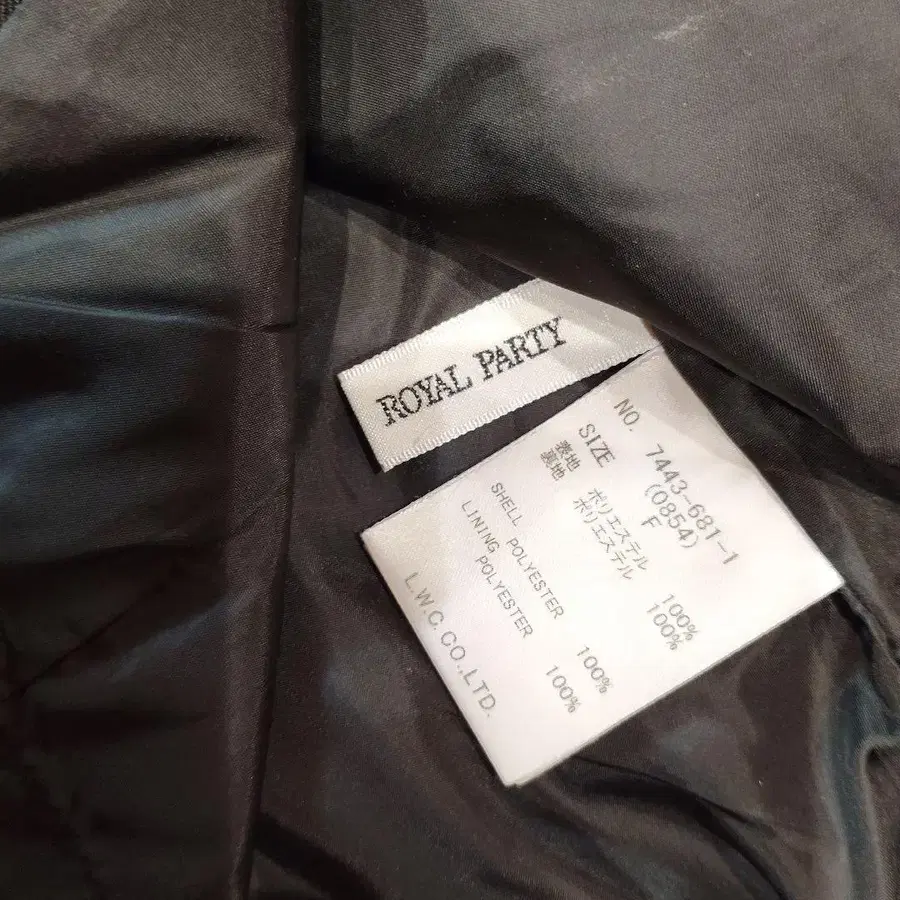 ROYAL PARTY
NO. 7443-681-1
(0854)
SIZE F
表地 ポリエステル 100%
裏地 ポリエステル 100%
SHELL POLYESTER 100%
LINING POLYESTER 100%
L.W.C.CO.,LTD.